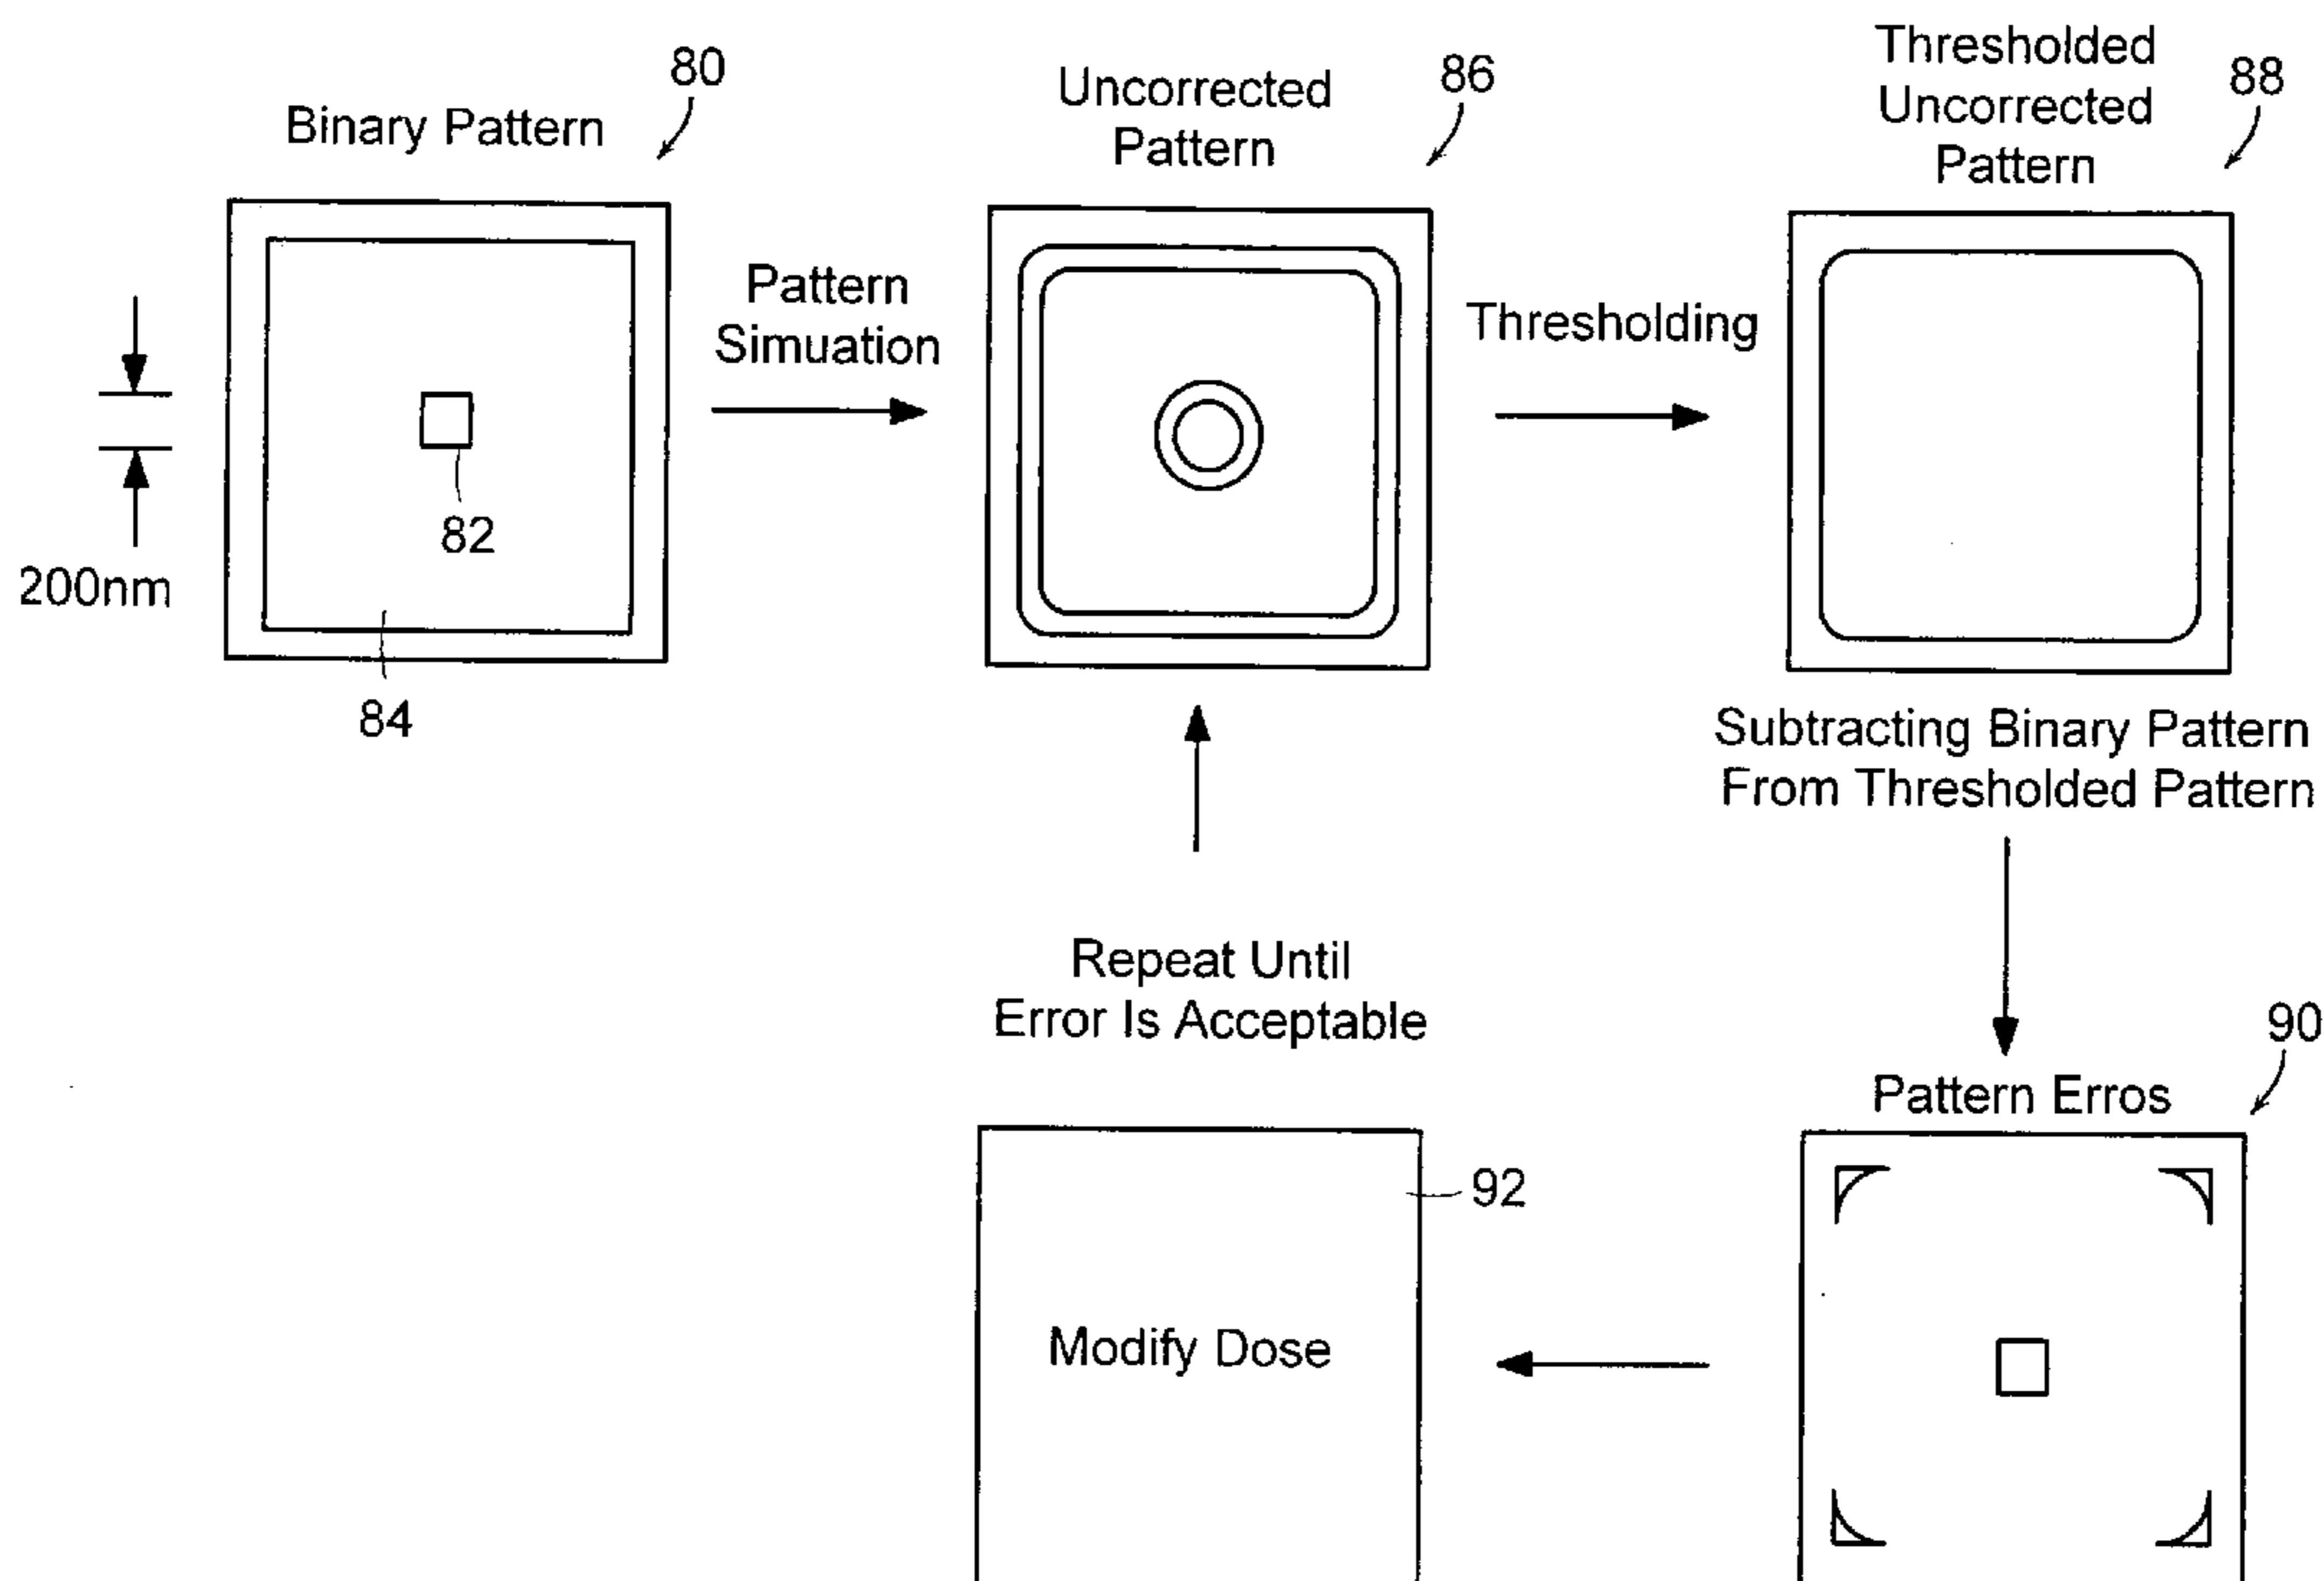 80
Binary Pattern
200nm
82
84
Pattern
Simuation
86
Uncorrected
Pattern
Thresholding
88
Thresholded
Uncorrected
Pattern
Subtracting Binary Pattern
From Thresholded Pattern
90
Pattern Erros
92
Modify Dose
Repeat Until
Error Is Acceptable